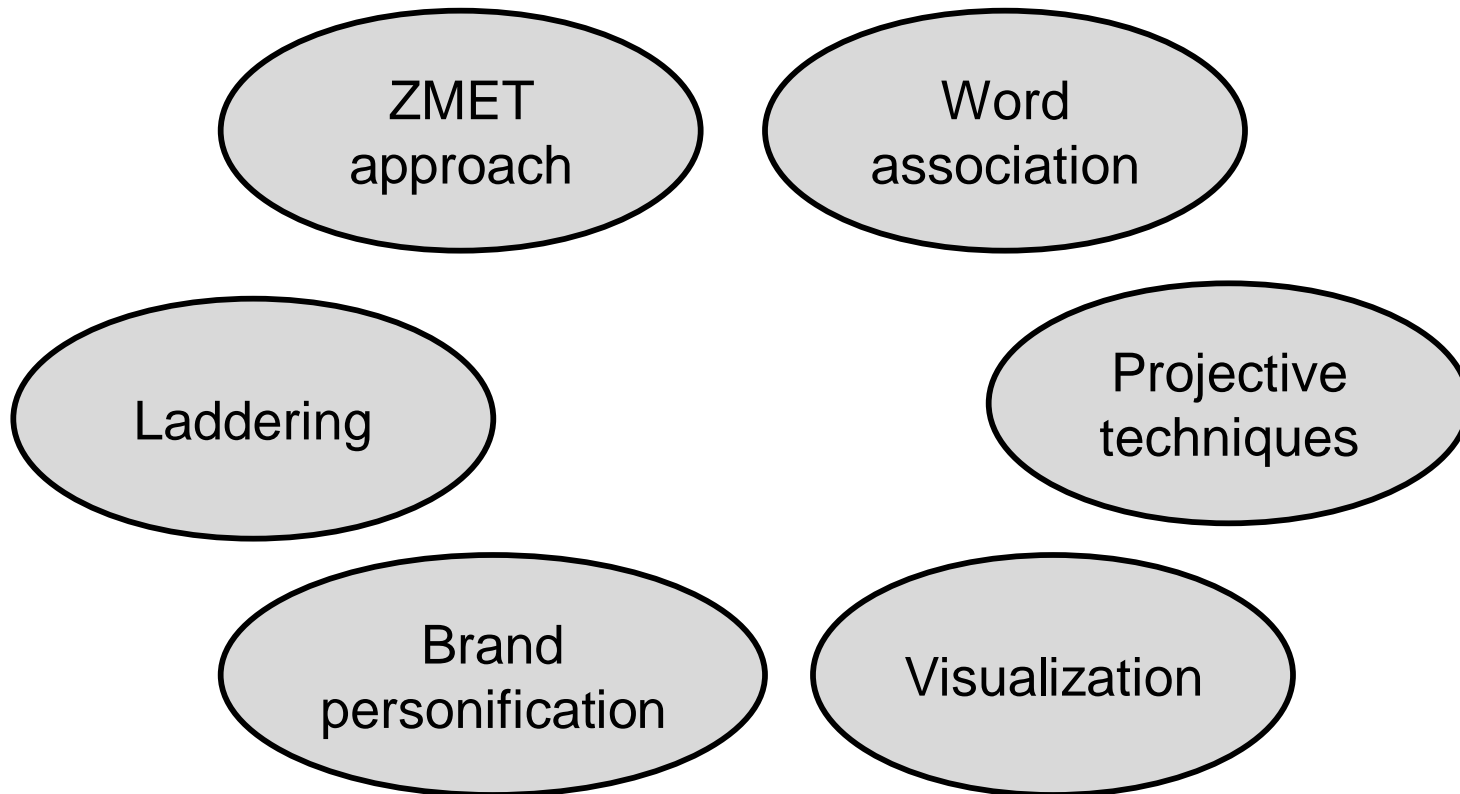 ZMET
approach
Word
association
Laddering
Projective
techniques
Brand
personification
Visualization